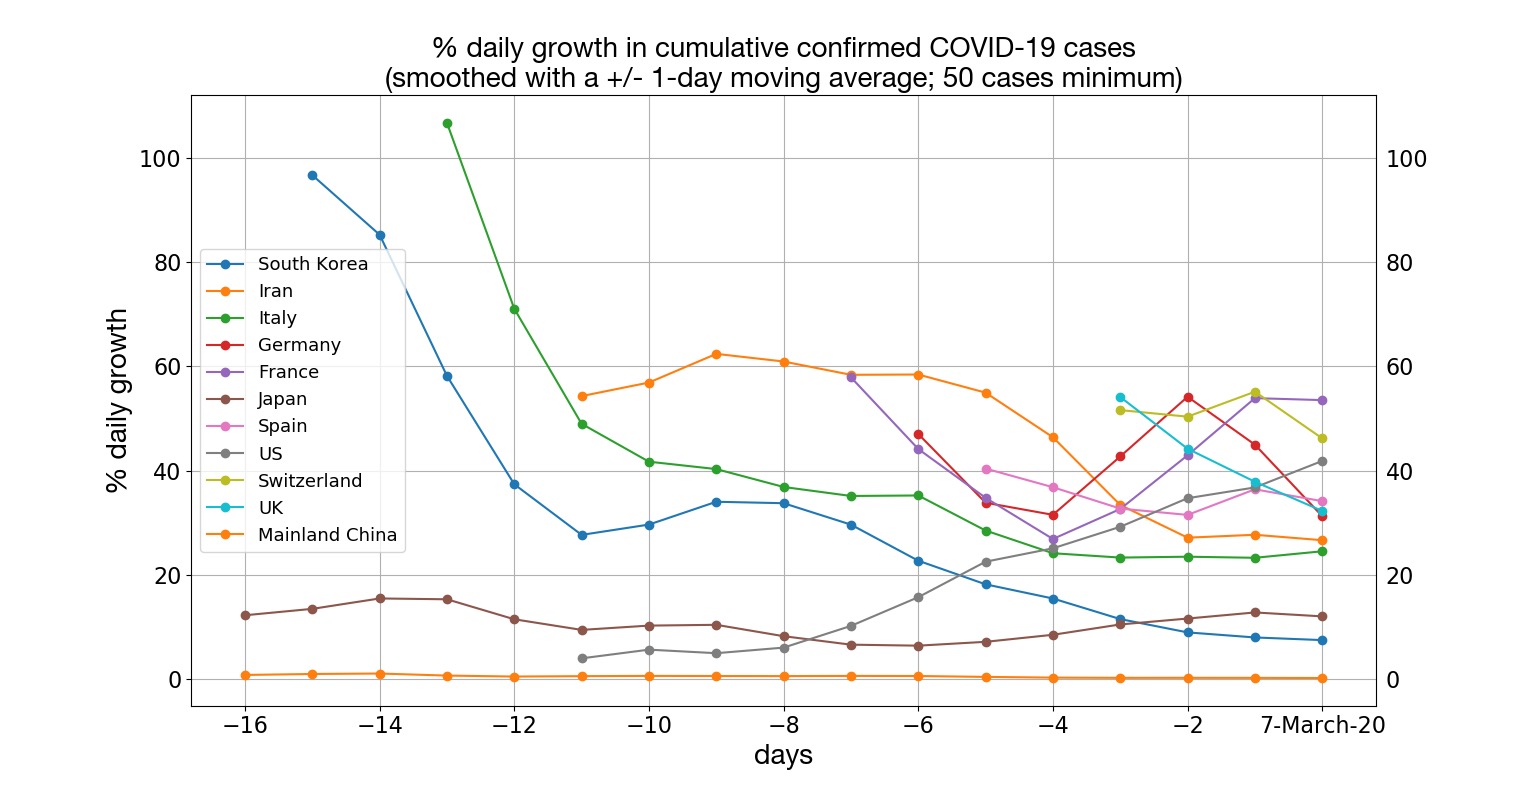 % daily growth in cumulative confirmed COVID-19 cases
(smoothed with a +/- 1-day moving average; 50 cases minimum)
% daily growth
100
80
60
40
20
0
South Korea
Iran
Italy
Germany
France
Japan
Spain
US
Switzerland
UK
Mainland China
100
80
60
40
20
0
−16 −14 −12 −10 −8 −6 −4 −2 7-March-20
days